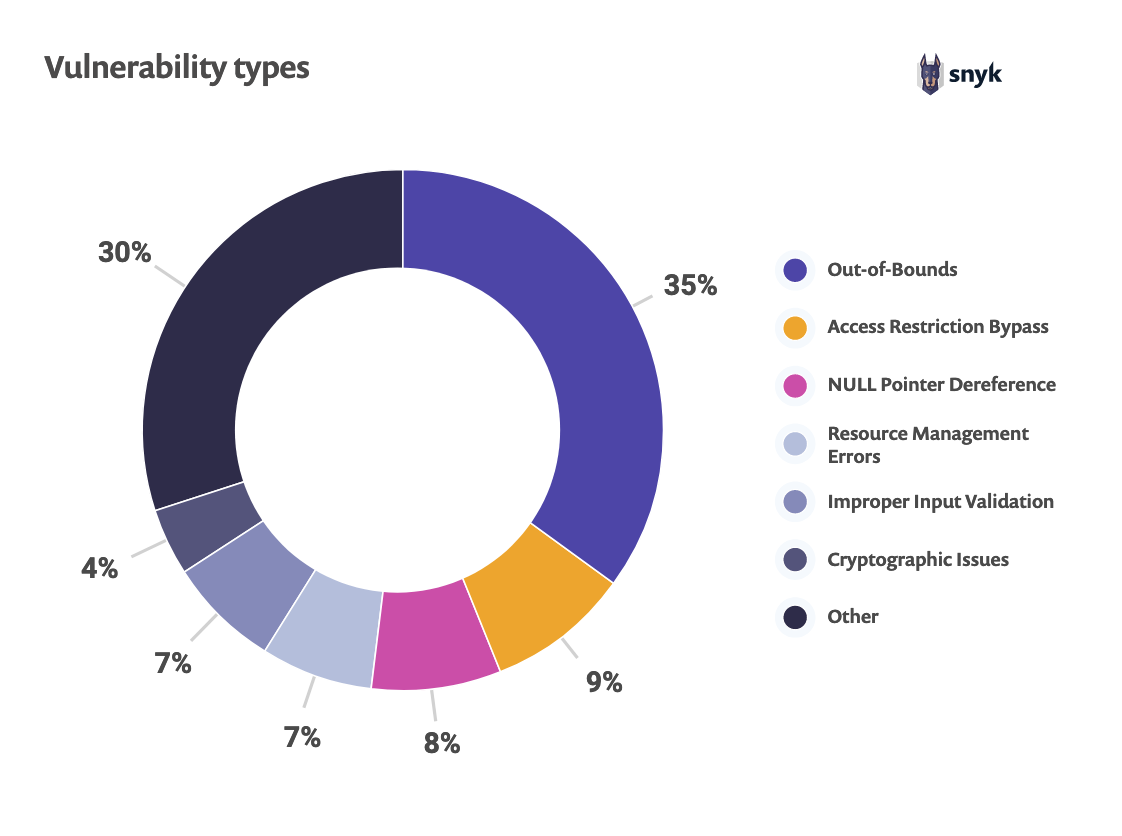 Vulnerability types
snyk
30%
35%
4%
7%
7%
8%
9%
Out-of-Bounds
Access Restriction Bypass
NULL Pointer Dereference
Resource Management
Errors
Improper Input Validation
Cryptographic Issues
Other